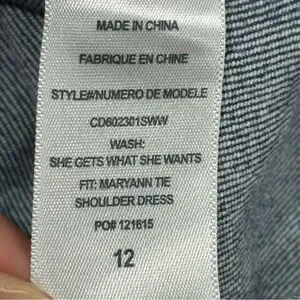 MADE IN CHINA
FABRIQUE EN CHINE
STYLE#/NUMERO DE MODELE
CD602301SWW
WASH:
SHE GETS WHAT SHE WANTS
FIT: MARYANN TIE
SHOULDER DRESS
PO# 121615
12